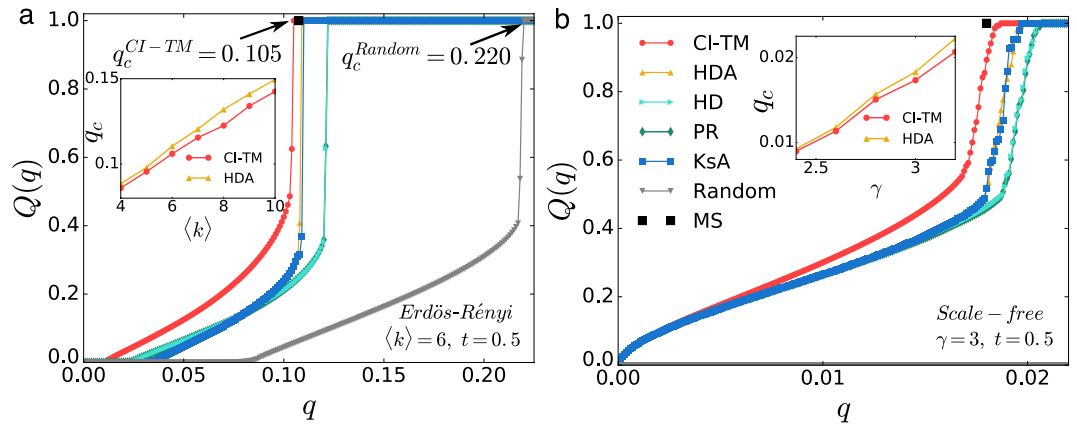 a
Q(q)
1.0
0.8
0.6
0.4
0.2
0.0
0.00
0.05
0.10
0.15
0.20
q
q_c^{CI-TM} = 0.105
q_c^{Random} = 0.220
0.15
0.1
q_c
4
6
8
10
⟨k⟩
CI-TM
HDA
Erdös-Rényi
⟨k⟩ = 6, t = 0.5
b
Q(q)
1.0
0.8
0.6
0.4
0.2
0.0
0.00
0.01
0.02
q
CI-TM
HDA
HD
PR
KsA
Random
MS
q_c
0.02
0.01
2.5
3
γ
CI-TM
HDA
Scale-free
γ = 3, t = 0.5